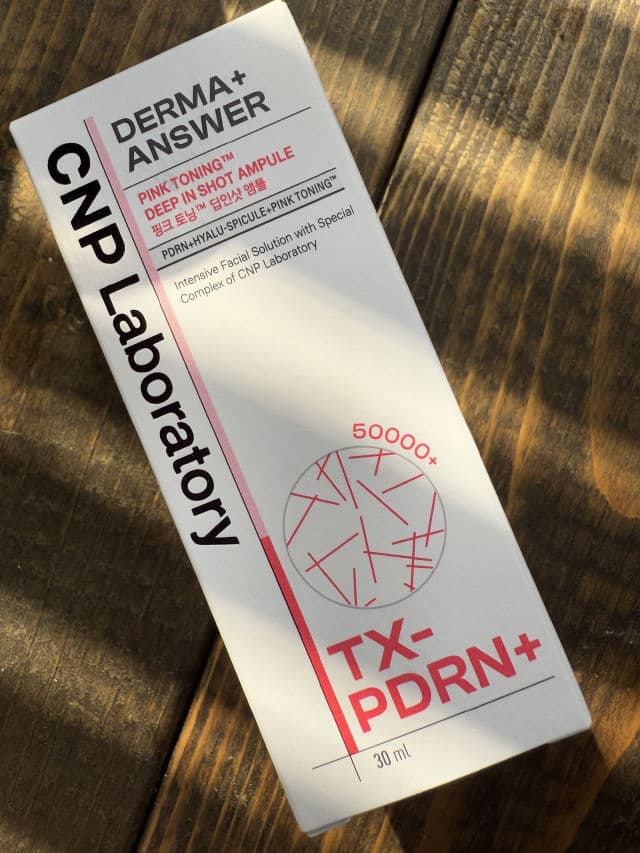 CNP Laboratory
DERMA+
ANSWER
PINK TONING™
DEEP IN SHOT AMPULE
핑크 토닝™ 딥인샷 앰플
PDRN+HYALU-SPICULE+PINK TONING™
Intensive Facial Solution with Special
Complex of CNP Laboratory
50000+
TX-
PDRN+
30 ml